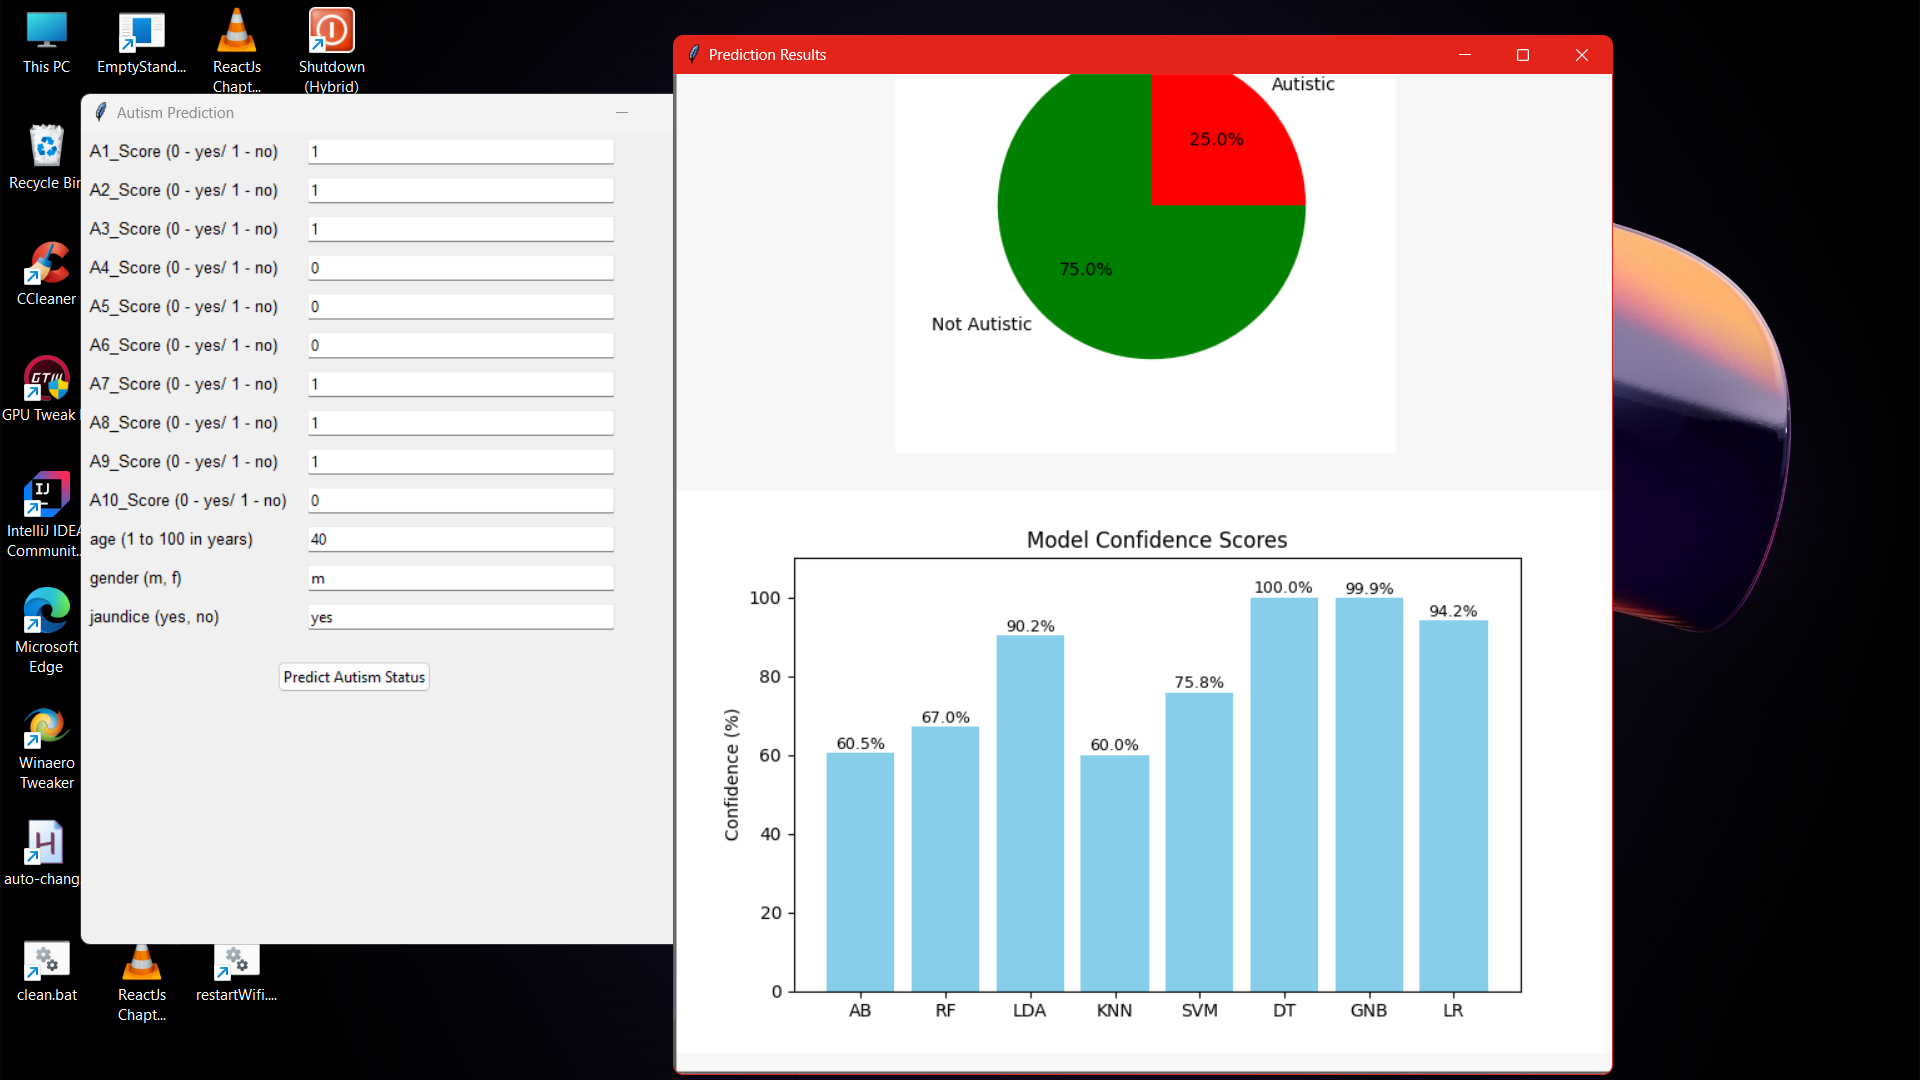 This PC
EmptyStand...
ReactJs
Chapt...
Shutdown
(Hybrid)
Recycle Bin
CCleaner
GPU Tweak
IntelliJ IDEA
Communit...
Microsoft
Edge
Winaero
Tweaker
auto-chang
clean.bat
ReactJs
Chapt...
restartWifi....
Autism Prediction
A1_Score (0 - yes/ 1 - no) 1
A2_Score (0 - yes/ 1 - no) 1
A3_Score (0 - yes/ 1 - no) 1
A4_Score (0 - yes/ 1 - no) 0
A5_Score (0 - yes/ 1 - no) 0
A6_Score (0 - yes/ 1 - no) 0
A7_Score (0 - yes/ 1 - no) 1
A8_Score (0 - yes/ 1 - no) 1
A9_Score (0 - yes/ 1 - no) 1
A10_Score (0 - yes/ 1 - no) 0
age (1 to 100 in years) 40
gender (m, f) m
jaundice (yes, no) yes
Predict Autism Status
Prediction Results
Autistic
25.0%
75.0%
Not Autistic
Model Confidence Scores
Confidence (%)
100
80
60
40
20
0
60.5%
67.0%
90.2%
60.0%
75.8%
100.0%
99.9%
94.2%
AB RF LDA KNN SVM DT GNB LR
GTIII
IJ